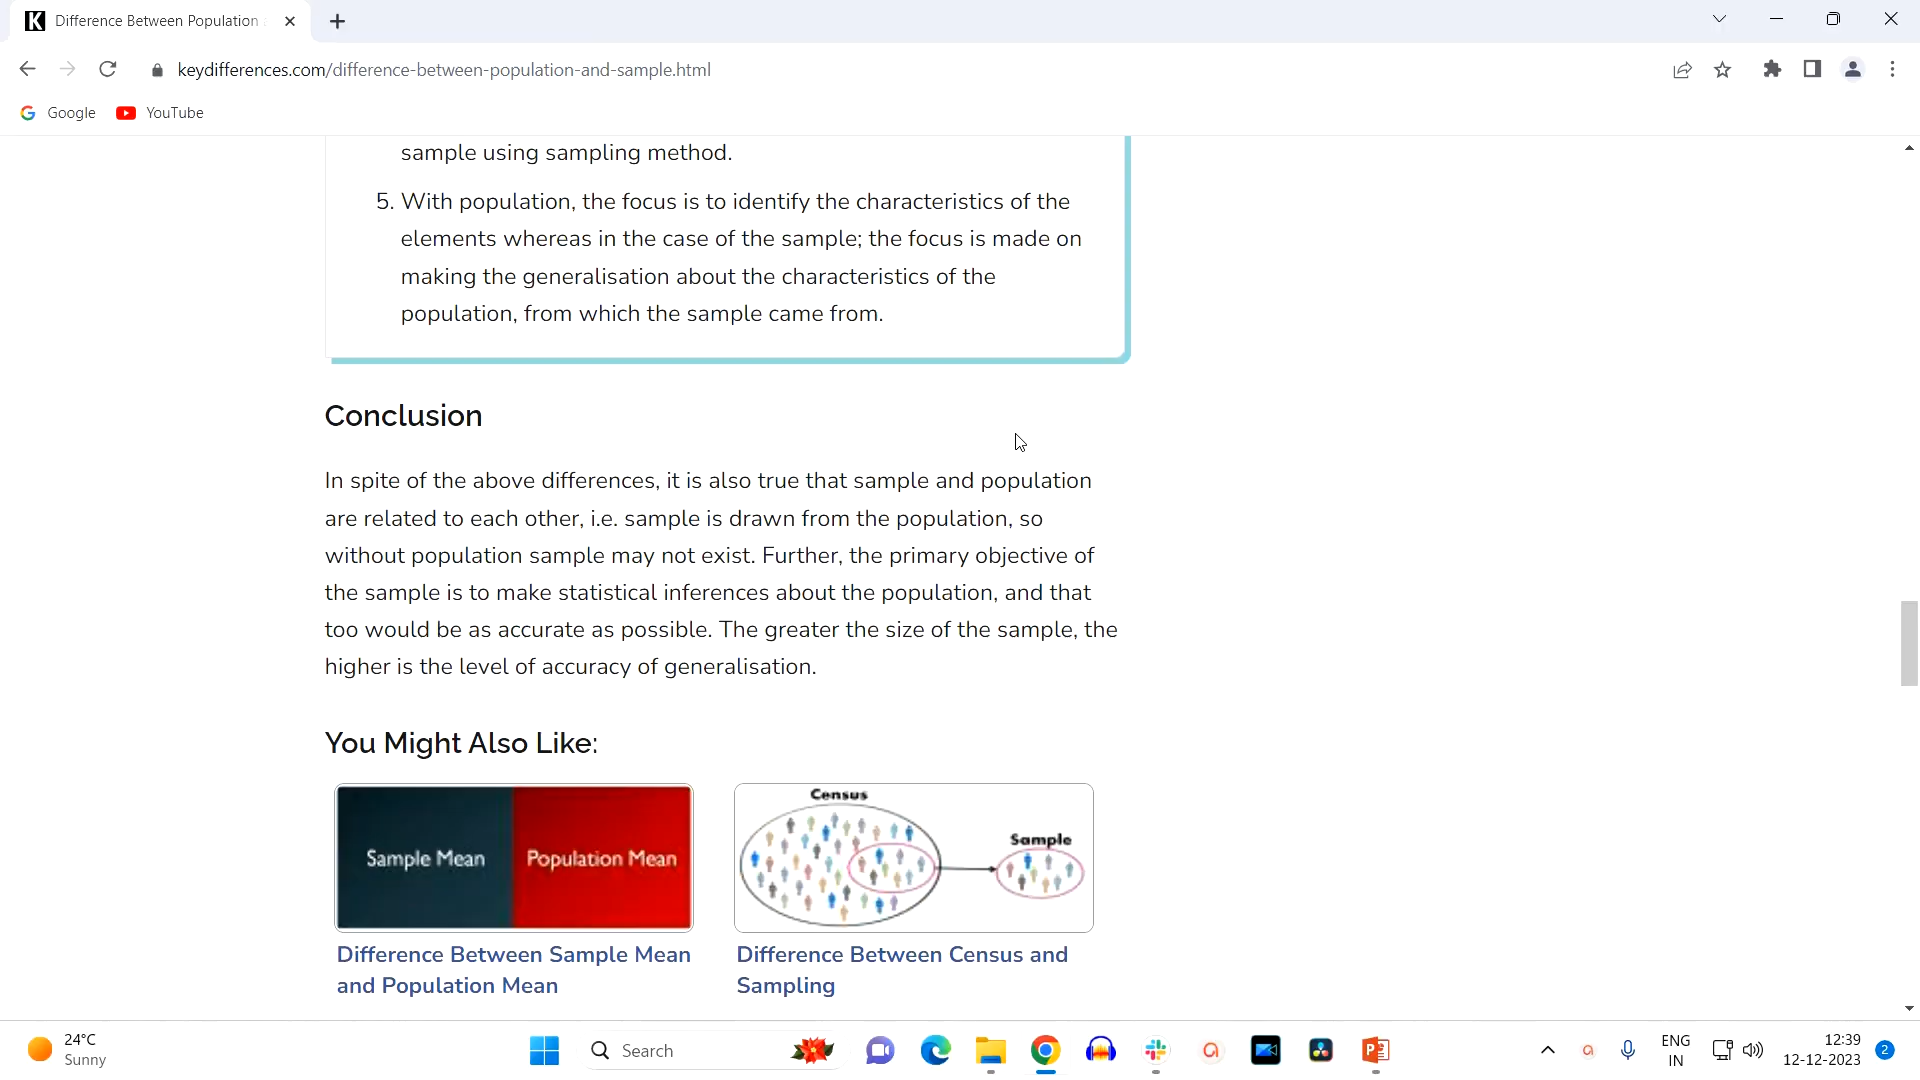 Difference Between Population
keydifferences.com/difference-between-population-and-sample.html
Google
YouTube
sample using sampling method.
5. With population, the focus is to identify the characteristics of the
elements whereas in the case of the sample; the focus is made on
making the generalisation about the characteristics of the
population, from which the sample came from.
Conclusion
In spite of the above differences, it is also true that sample and population
are related to each other, i.e. sample is drawn from the population, so
without population sample may not exist. Further, the primary objective of
the sample is to make statistical inferences about the population, and that
too would be as accurate as possible. The greater the size of the sample, the
higher is the level of accuracy of generalisation.
You Might Also Like:
Sample Mean
Population Mean
Census
Sample
Difference Between Sample Mean
and Population Mean
Difference Between Census and
Sampling
24°C
Sunny
Search
ENG
IN
12:39
12-12-2023
2